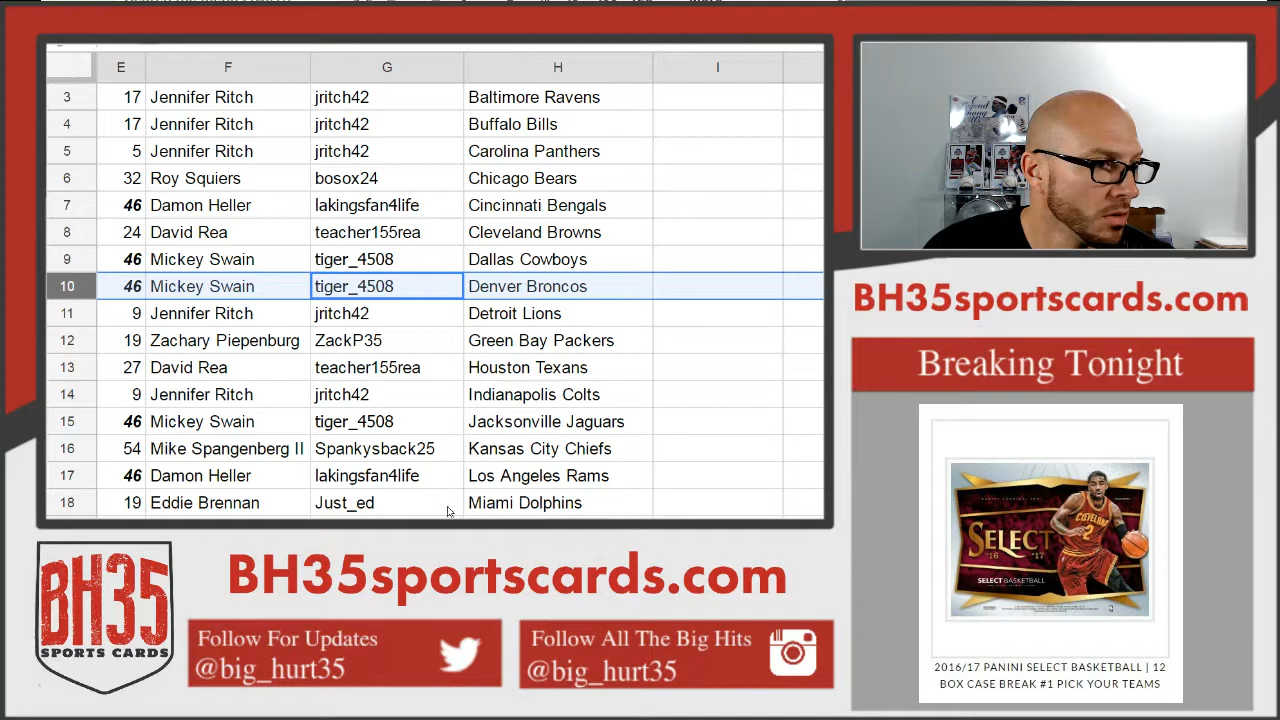 E F G H I
3 17 Jennifer Ritch jritch42 Baltimore Ravens
4 17 Jennifer Ritch jritch42 Buffalo Bills
5 5 Jennifer Ritch jritch42 Carolina Panthers
6 32 Roy Squiers bosox24 Chicago Bears
7 46 Damon Heller lakingsfan4life Cincinnati Bengals
8 24 David Rea teacher155rea Cleveland Browns
9 46 Mickey Swain tiger_4508 Dallas Cowboys
10 46 Mickey Swain tiger_4508 Denver Broncos
11 9 Jennifer Ritch jritch42 Detroit Lions
12 19 Zachary Piepenburg ZackP35 Green Bay Packers
13 27 David Rea teacher155rea Houston Texans
14 9 Jennifer Ritch jritch42 Indianapolis Colts
15 46 Mickey Swain tiger_4508 Jacksonville Jaguars
16 54 Mike Spangenberg II Spankysback25 Kansas City Chiefs
17 46 Damon Heller lakingsfan4life Los Angeles Rams
18 19 Eddie Brennan Just_ed Miami Dolphins
BH35sportscards.com
Breaking Tonight
SELECT
'16 '17
SELECT BASKETBALL
CLEVELAND
2
2016/17 PANINI SELECT BASKETBALL | 12
BOX CASE BREAK #1 PICK YOUR TEAMS
BH35
SPORTS CARDS
BH35sportscards.com
Follow For Updates
@big_hurt35
Follow All The Big Hits
@big_hurt35